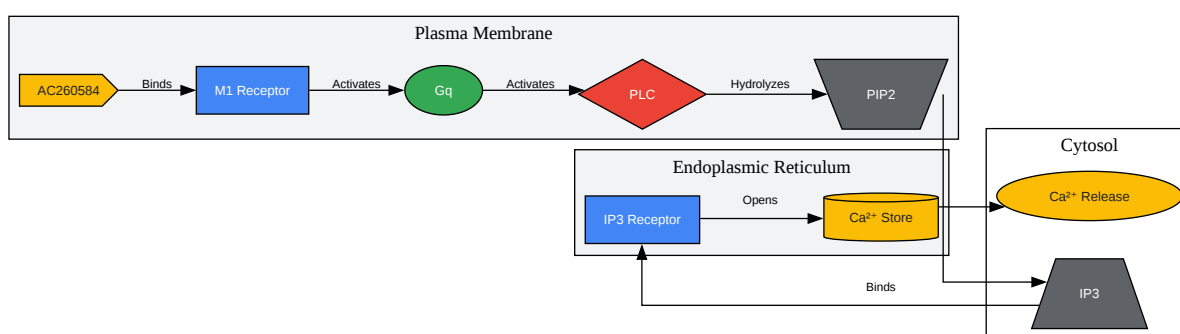 Plasma Membrane
AC260584
Binds
M1 Receptor
Activates
Gq
Activates
PLC
Hydrolyzes
PIP2
Endoplasmic Reticulum
IP3 Receptor
Opens
Ca²⁺ Store
Cytosol
Ca²⁺ Release
Binds
IP3